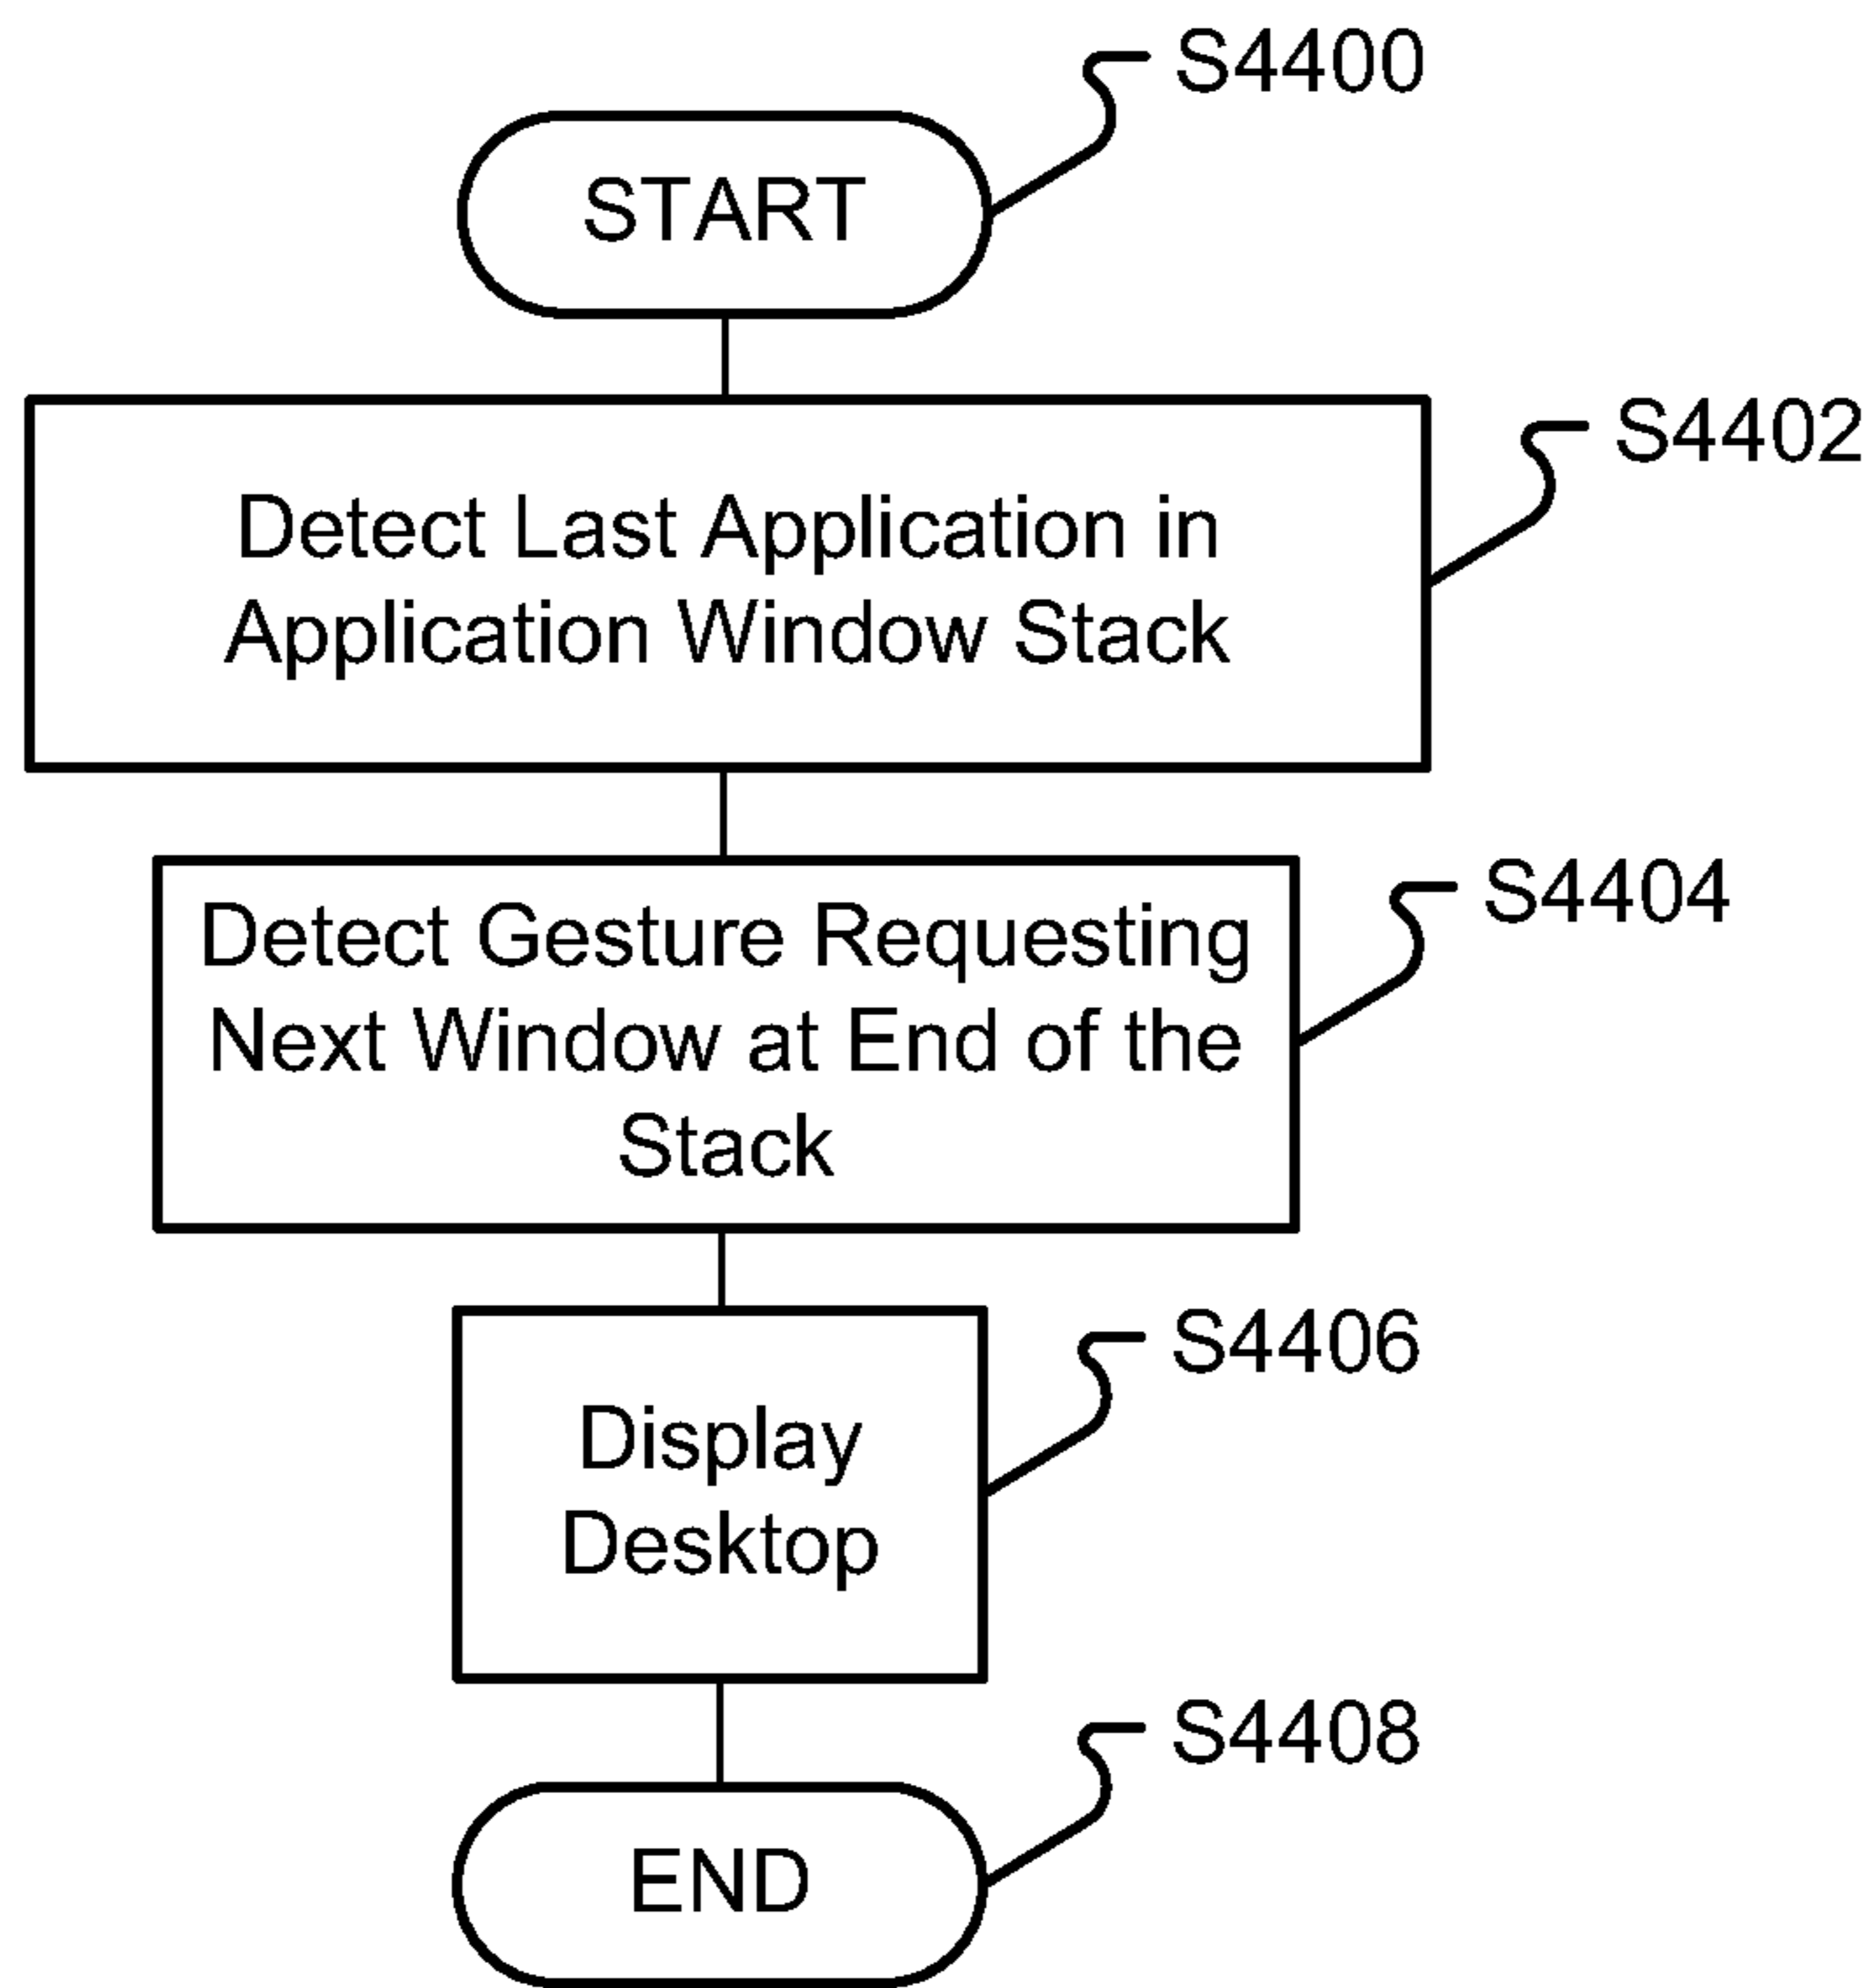 S4400
START
S4402
Detect Last Application in
Application Window Stack
S4404
Detect Gesture Requesting
Next Window at End of the
Stack
S4406
Display
Desktop
S4408
END